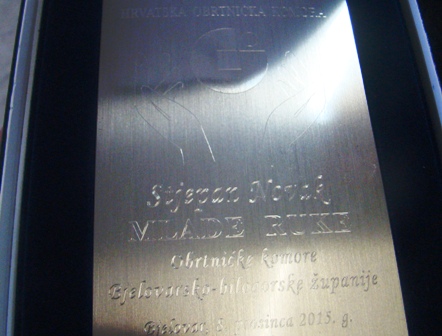 HRVATSKA OBRTNIČKA KOMORA
Stjepan Novak
MLADE RUKE
Obrtničke komore
Bjelovarsko-bilogorske županije
Bjelovar, prosinca 2015. g.